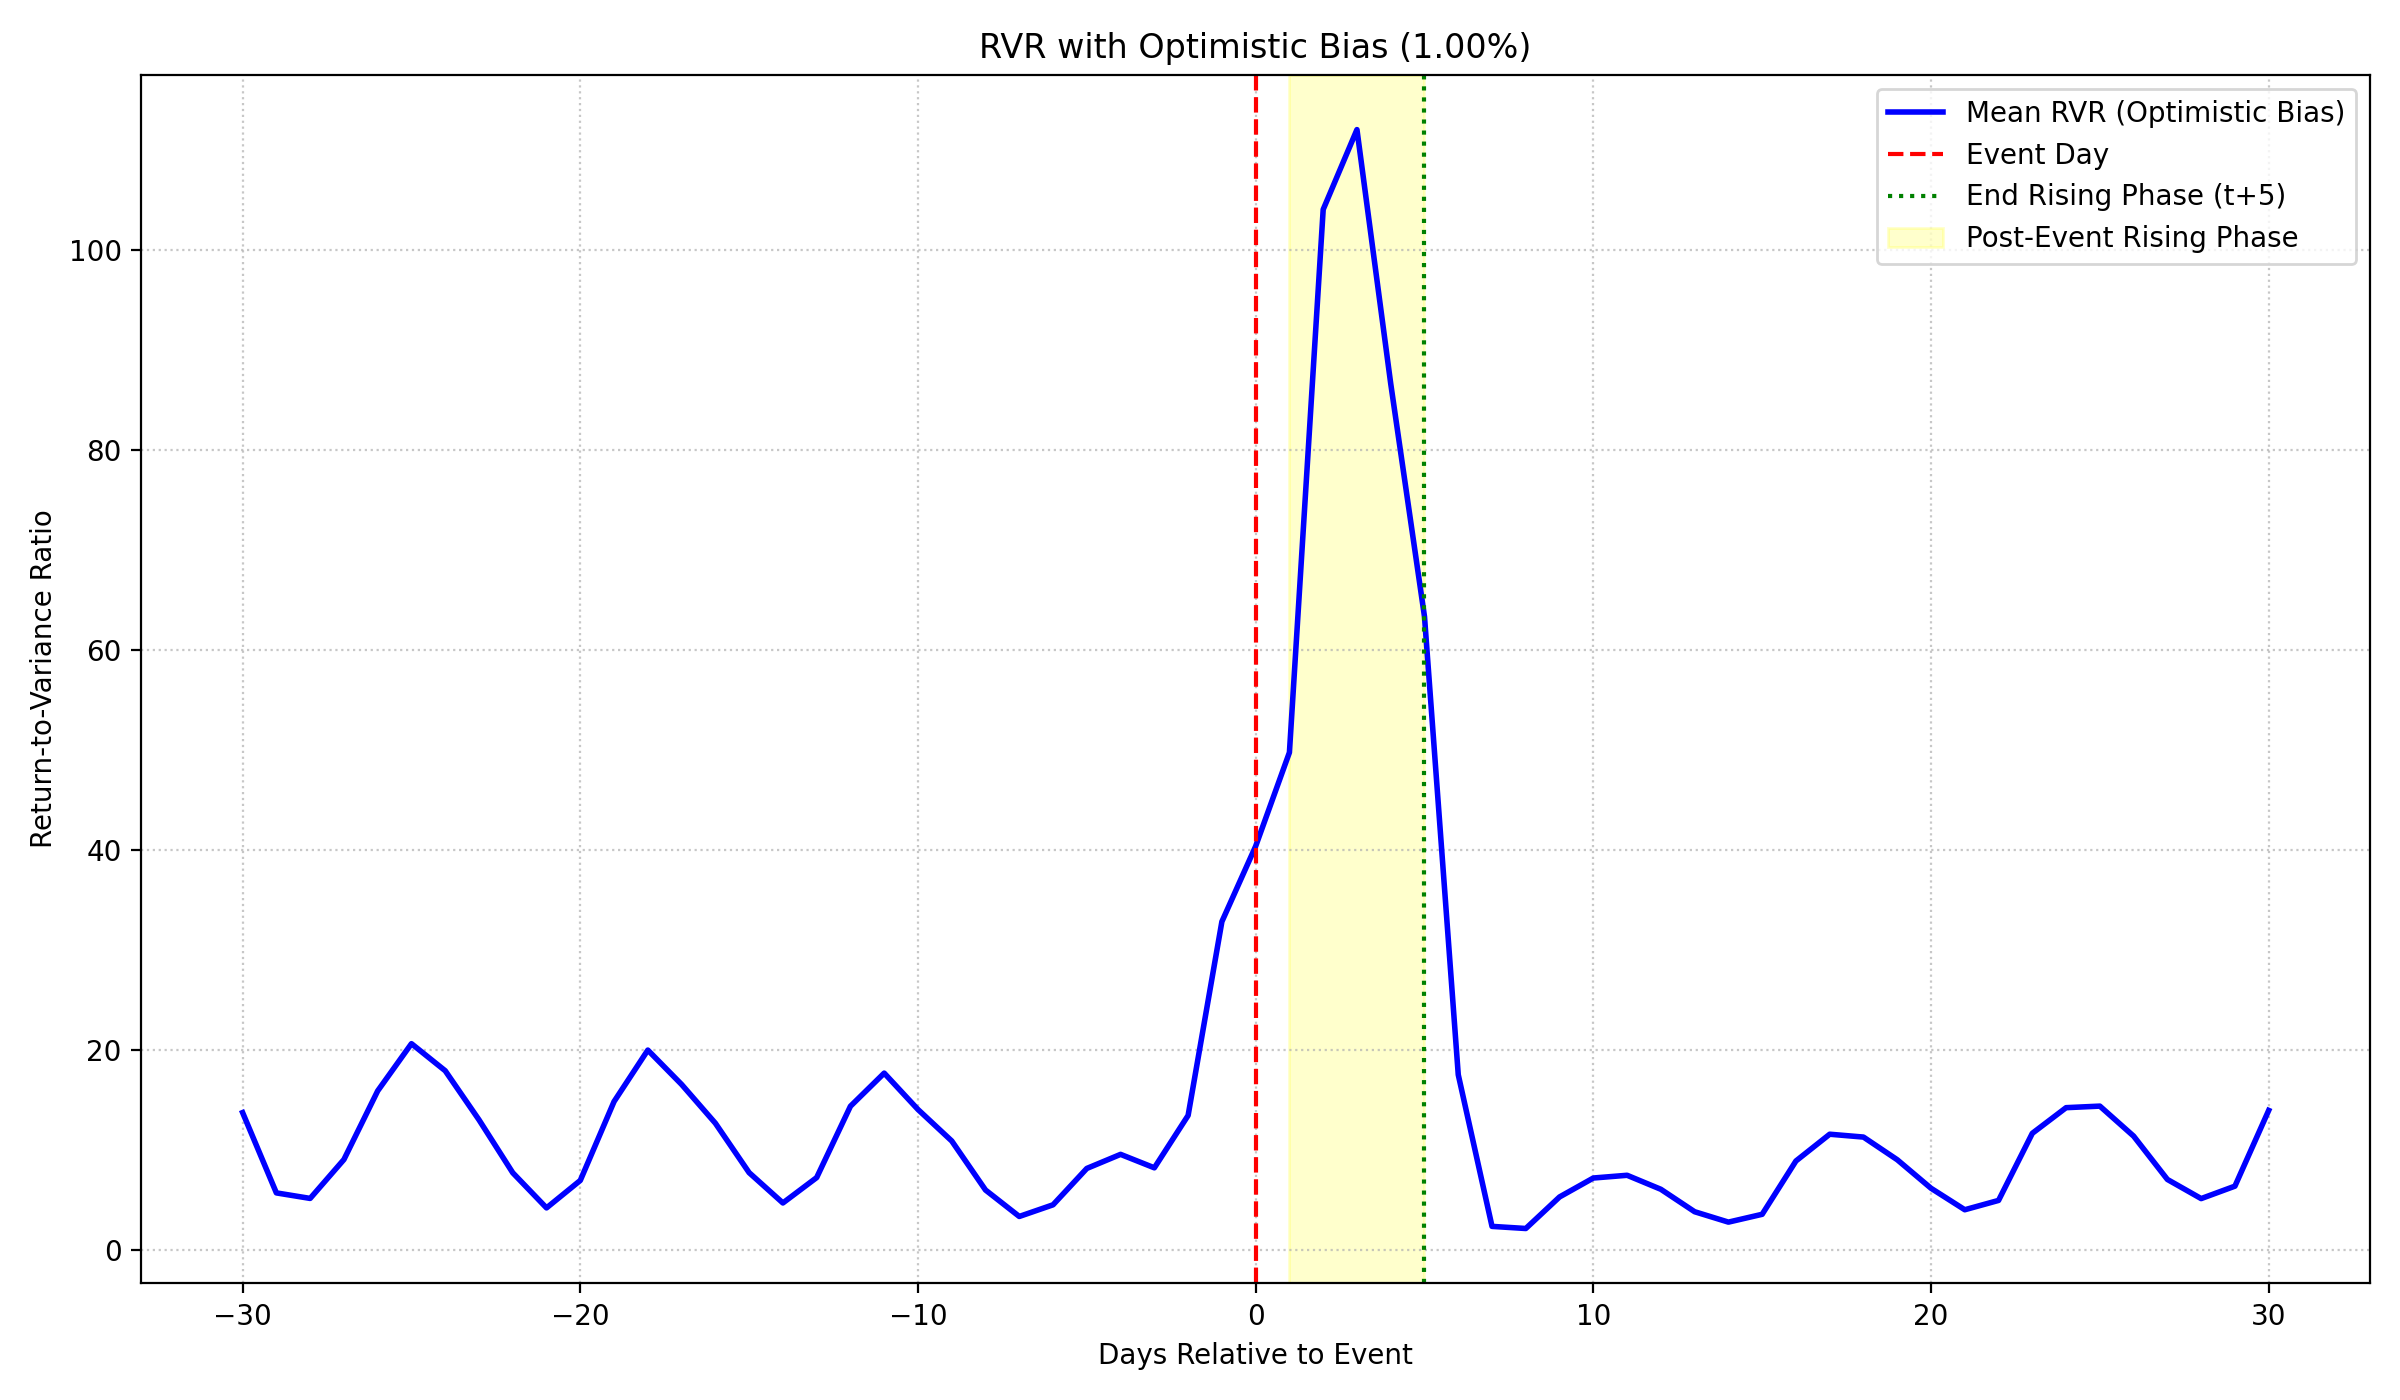 RVR with Optimistic Bias (1.00%)
Mean RVR (Optimistic Bias)
Event Day
End Rising Phase (t+5)
Post-Event Rising Phase
Return-to-Variance Ratio
100
80
60
40
20
0
−30 −20 −10 0 10 20 30
Days Relative to Event